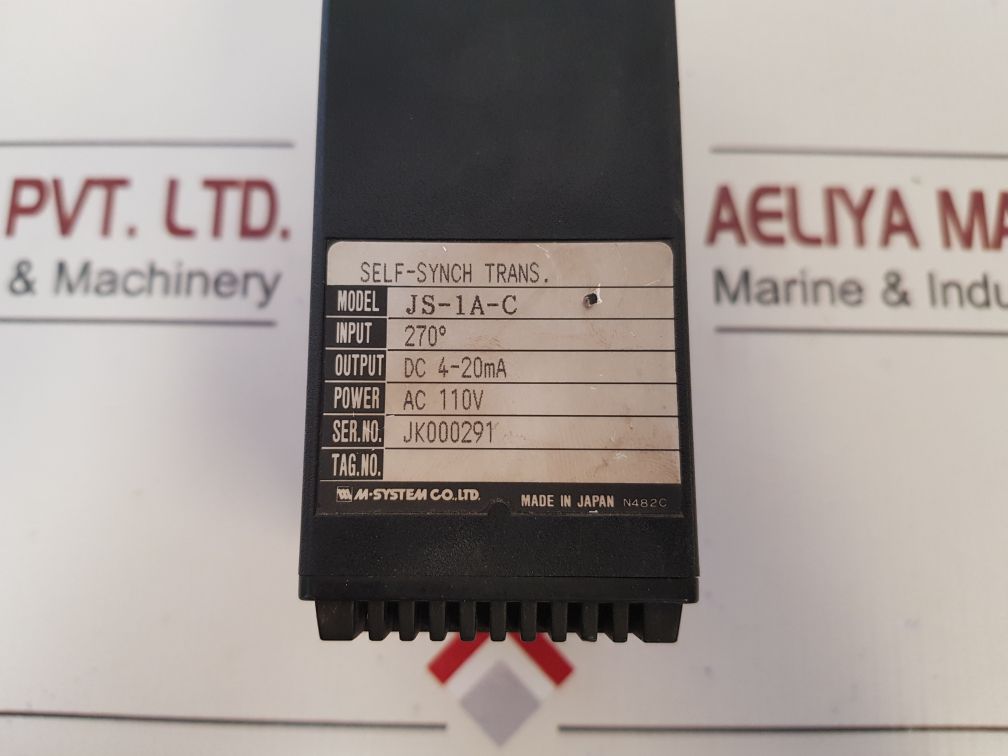 PVT. LTD.
& Machinery
AELIYA MA
Marine & Indu
SELF-SYNCH TRANS.
MODEL JS-1A-C
INPUT 270°
OUTPUT DC 4-20mA
POWER AC 110V
SER.NO. JK000291
TAG.NO.
M-SYSTEM CO.,LTD. MADE IN JAPAN N482C